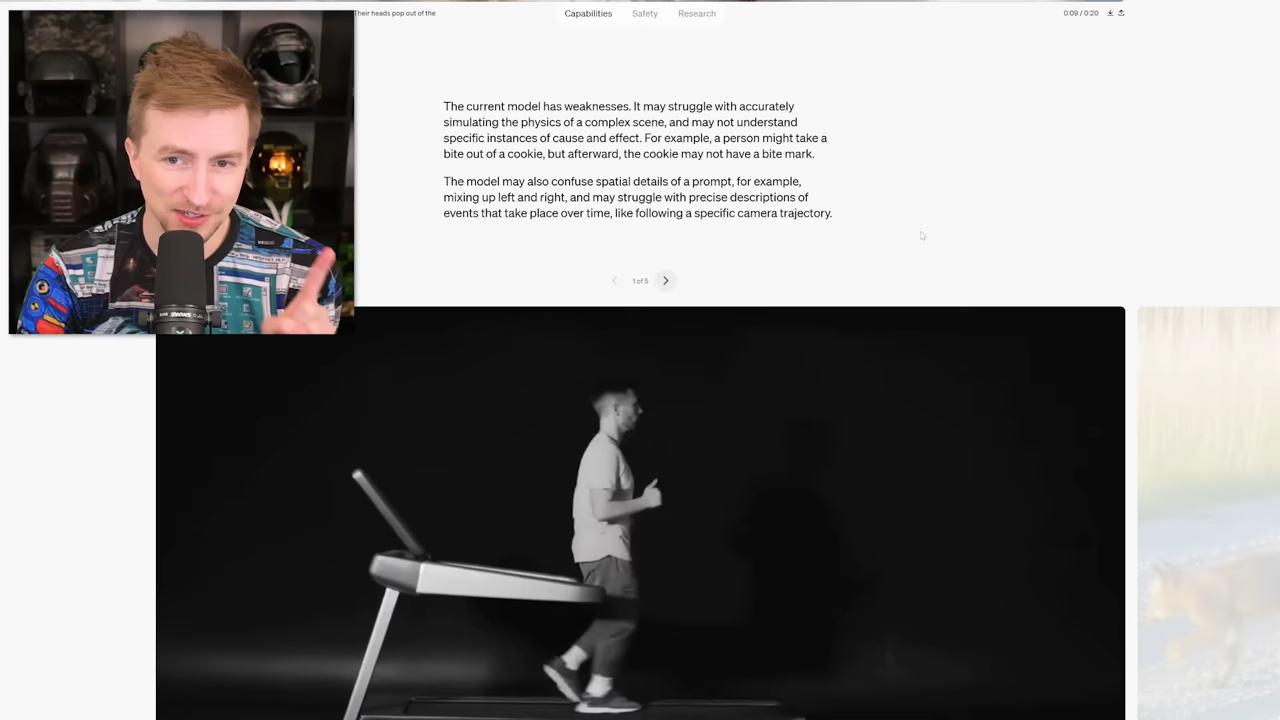 Their heads pop out of the
Capabilities
Safety
Research
0:09 / 0:20
The current model has weaknesses. It may struggle with accurately
simulating the physics of a complex scene, and may not understand
specific instances of cause and effect. For example, a person might take a
bite out of a cookie, but afterward, the cookie may not have a bite mark.
The model may also confuse spatial details of a prompt, for example,
mixing up left and right, and may struggle with precise descriptions of
events that take place over time, like following a specific camera trajectory.
1 of 5